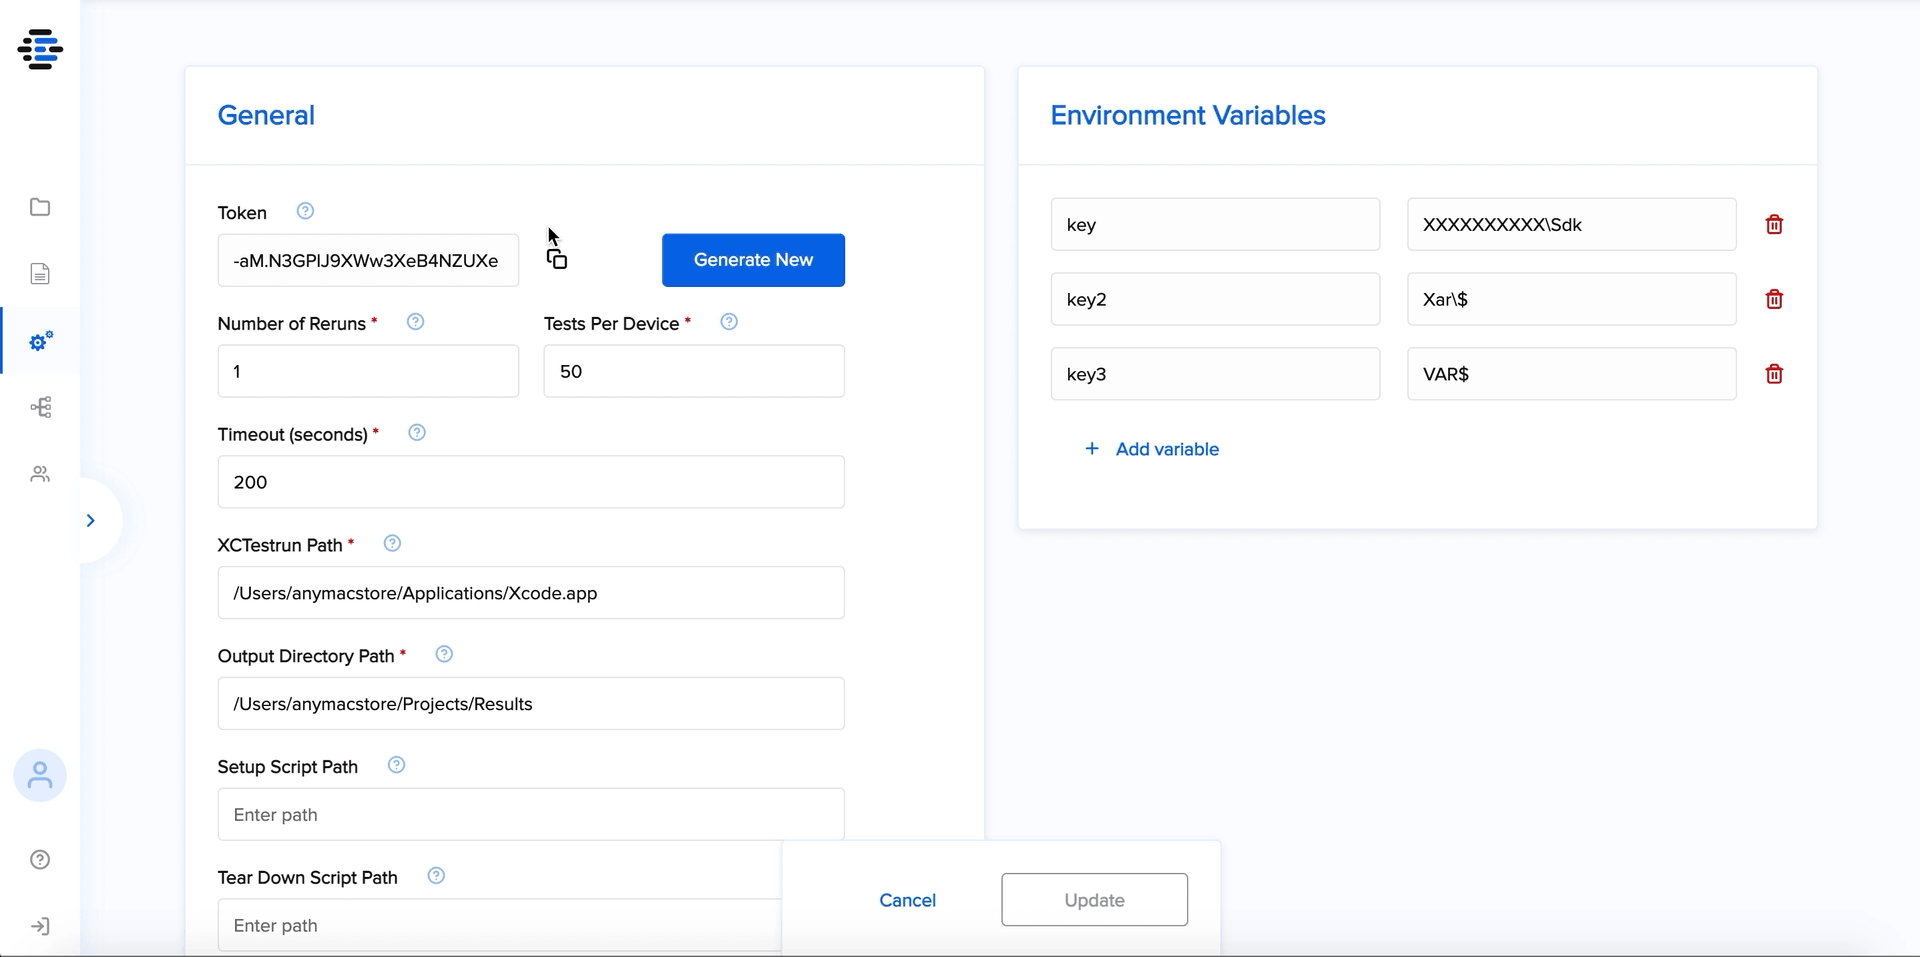 General
Token
-aM.N3GPIJ9XWw3XeB4NZUXe
Generate New
Number of Reruns *
Tests Per Device *
1
50
Timeout (seconds) *
200
XCTestrun Path *
/Users/anymacstore/Applications/Xcode.app
Output Directory Path *
/Users/anymacstore/Projects/Results
Setup Script Path
Enter path
Tear Down Script Path
Enter path
Environment Variables
key
XXXXXXXXXX\Sdk
key2
Xar\$
key3
VAR$
+ Add variable
Cancel
Update